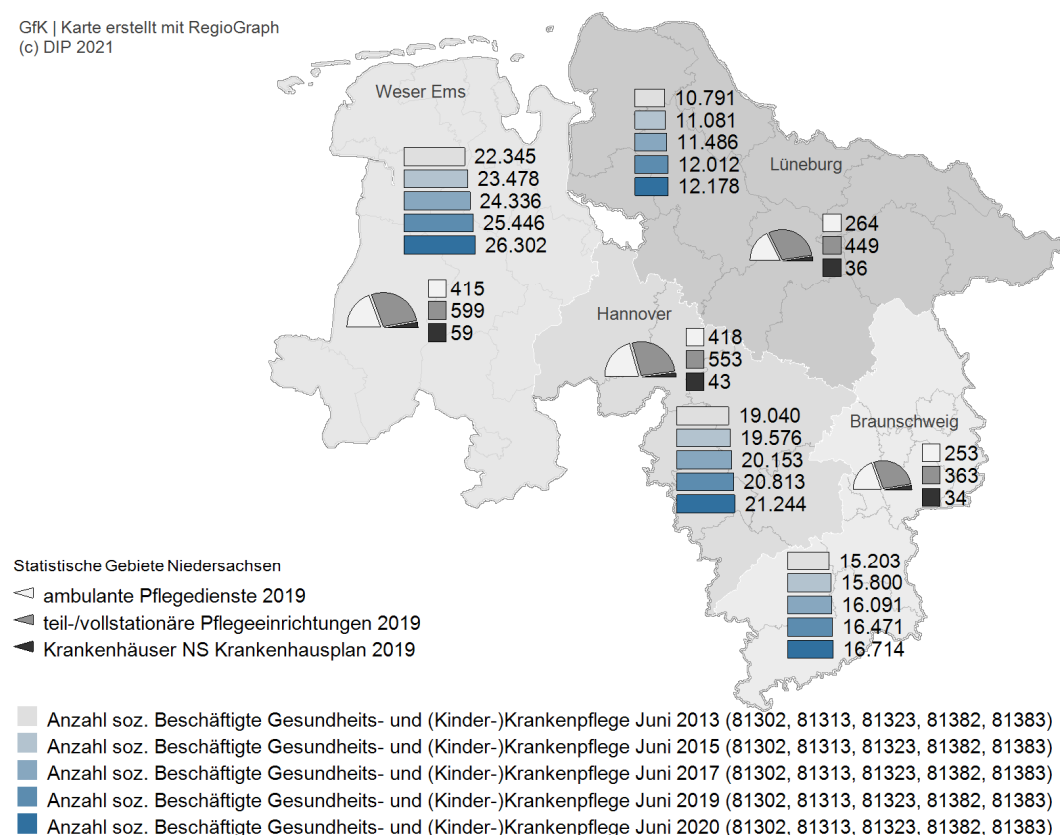 GfK | Karte erstellt mit RegioGraph
(c) DIP 2021
Weser Ems
22.345
23.478
24.336
25.446
26.302
415
599
59
10.791
11.081
11.486
12.012
12.178
Lüneburg
264
449
36
Hannover
418
553
43
19.040
19.576
20.153
20.813
21.244
Braunschweig
253
363
34
15.203
15.800
16.091
16.471
16.714
Statistische Gebiete Niedersachsen
ambulante Pflegedienste 2019
teil-/vollstationäre Pflegeeinrichtungen 2019
Krankenhäuser NS Krankenhausplan 2019
Anzahl soz. Beschäftigte Gesundheits- und (Kinder-)Krankenpflege Juni 2013 (81302, 81313, 81323, 81382, 81383)
Anzahl soz. Beschäftigte Gesundheits- und (Kinder-)Krankenpflege Juni 2015 (81302, 81313, 81323, 81382, 81383)
Anzahl soz. Beschäftigte Gesundheits- und (Kinder-)Krankenpflege Juni 2017 (81302, 81313, 81323, 81382, 81383)
Anzahl soz. Beschäftigte Gesundheits- und (Kinder-)Krankenpflege Juni 2019 (81302, 81313, 81323, 81382, 81383)
Anzahl soz. Beschäftigte Gesundheits- und (Kinder-)Krankenpflege Juni 2020 (81302, 81313, 81323, 81382, 81383)